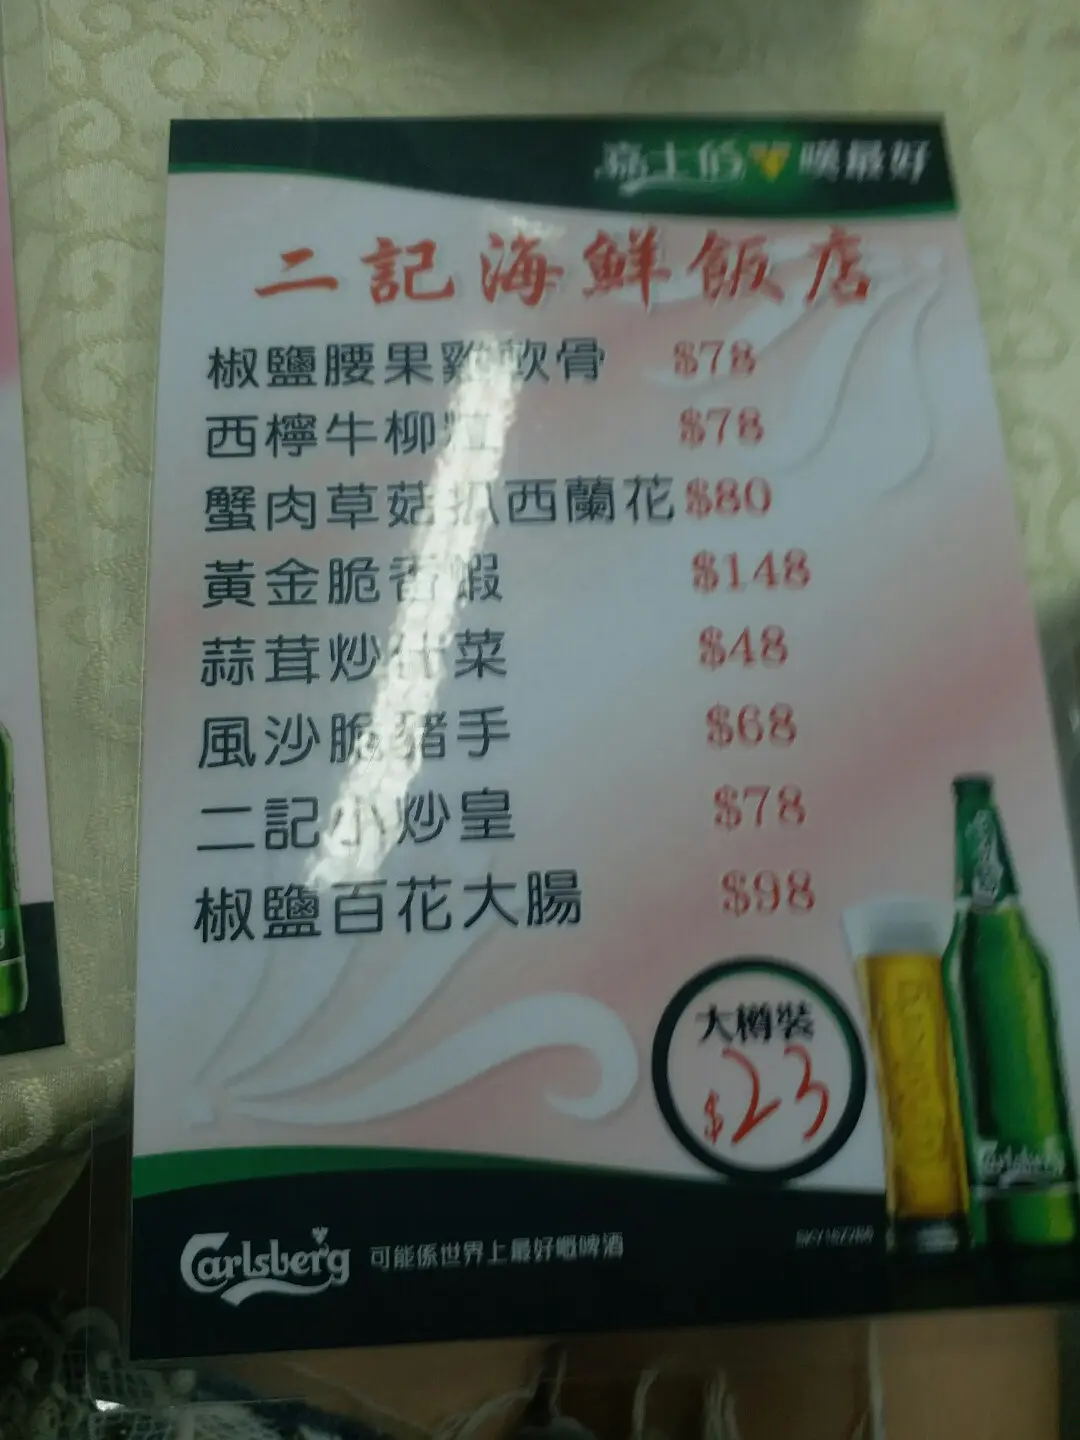 嘉士伯 嘆最好
二記海鮮飯店
椒鹽腰果雞軟骨 $78
西檸牛柳粒 $78
蟹肉草菇扒西蘭花 $80
黃金脆香蝦 $148
蒜茸炒時菜 $48
風沙脆豬手 $68
二記小炒皇 $78
椒鹽百花大腸 $98
大樽裝
$23
Carlsberg
Carlsberg 可能係世界上最好嘅啤酒